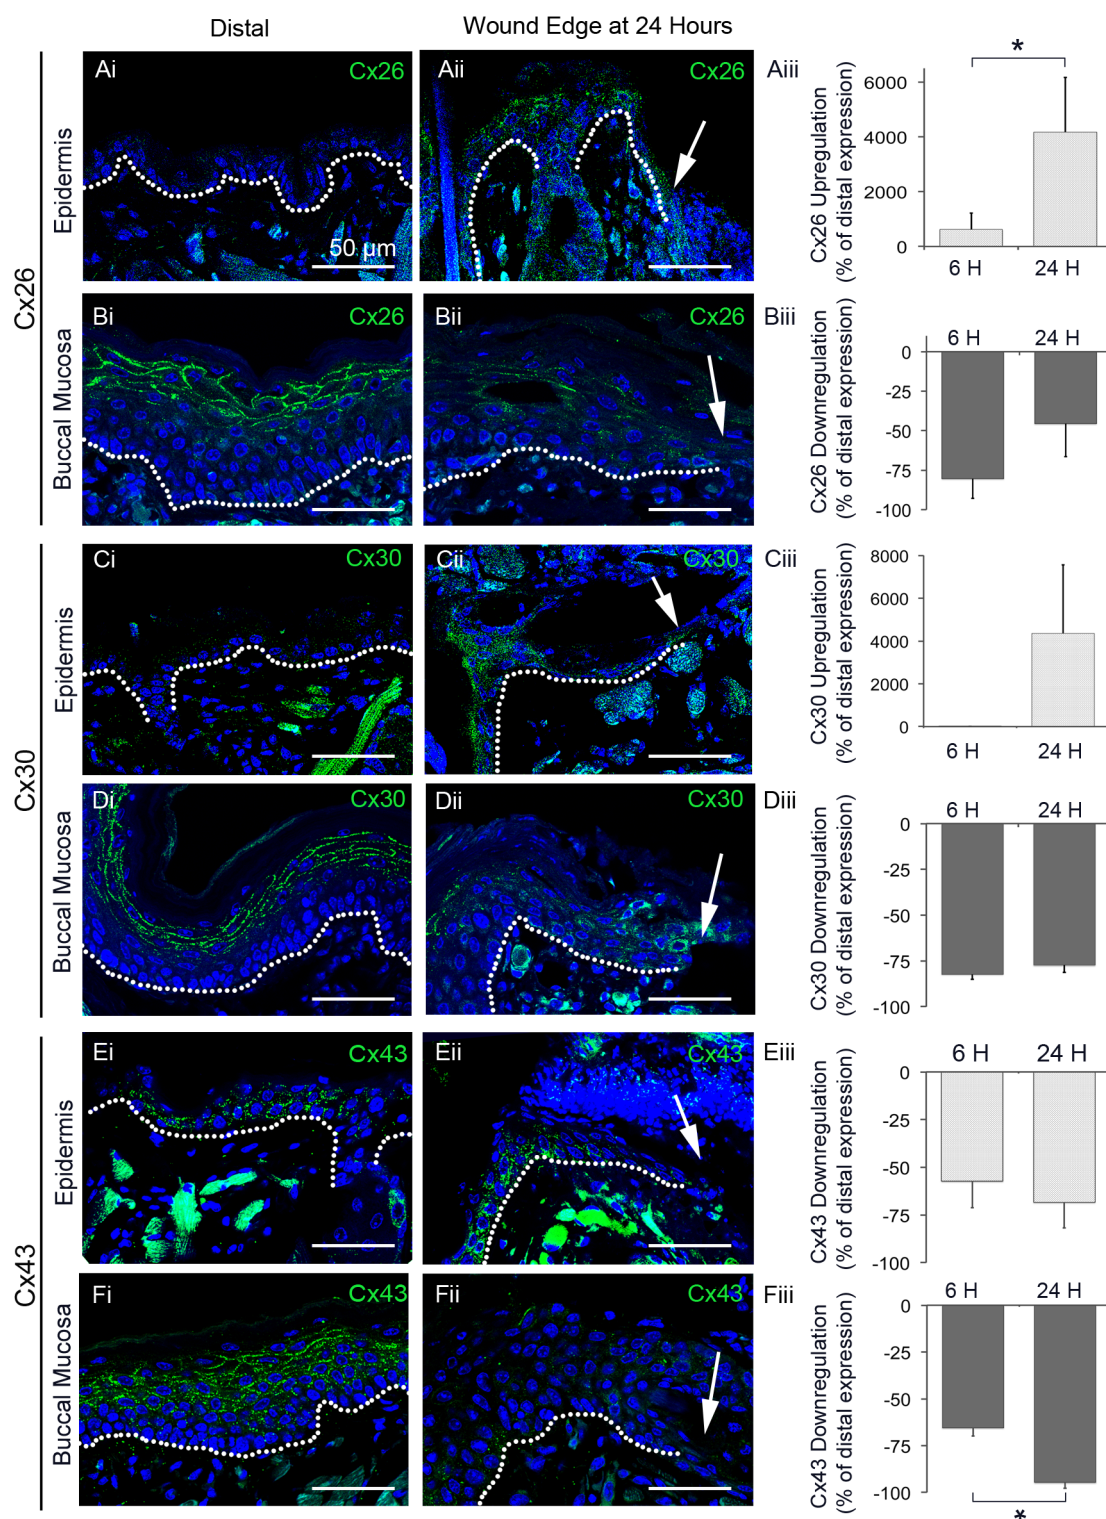 Distal
Wound Edge at 24 Hours
Cx26
Epidermis
Ai
Cx26
50 µm
Aii
Cx26
Aiii
*
Cx26 Upregulation
(% of distal expression)
6000
4000
2000
0
6 H
24 H
Buccal Mucosa
Bi
Cx26
Bii
Cx26
Biii
Cx26 Downregulation
(% of distal expression)
6 H
24 H
0
-25
-50
-75
-100
Cx30
Epidermis
Ci
Cx30
Cii
Cx30
Ciii
Cx30 Upregulation
(% of distal expression)
8000
6000
4000
2000
0
6 H
24 H
Buccal Mucosa
Di
Cx30
Dii
Cx30
Diii
Cx30 Downregulation
(% of distal expression)
6 H
24 H
0
-25
-50
-75
-100
Cx43
Epidermis
Ei
Cx43
Eii
Cx43
Eiii
Cx43 Downregulation
(% of distal expression)
6 H
24 H
0
-25
-50
-75
-100
Buccal Mucosa
Fi
Cx43
Fii
Cx43
Fiii
Cx43 Downregulation
(% of distal expression)
6 H
24 H
0
-25
-50
-75
-100
*